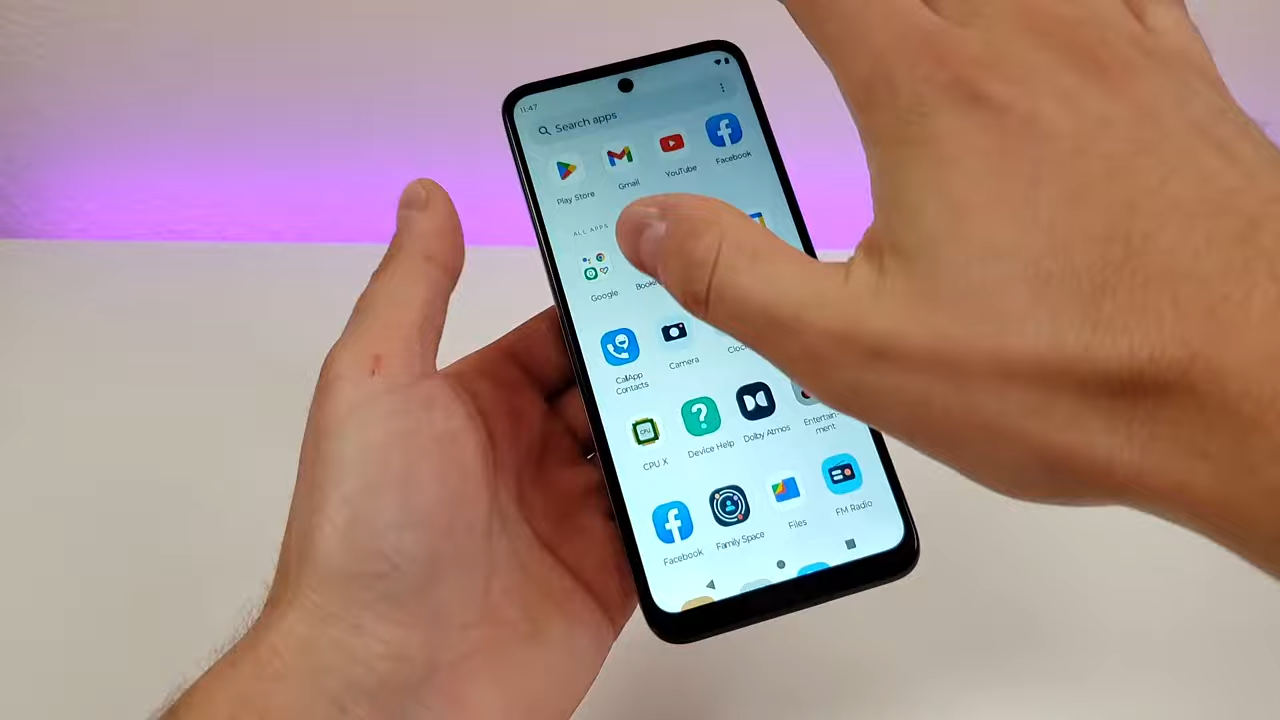 11:47
Search apps
Play Store
Gmail
YouTube
Facebook
ALL APPS
Google
CallApp
Contacts
Camera
CPU
CPU X
Device Help
Dolby Atmos
Entertain-
ment
Facebook
Family Space
Files
FM Radio